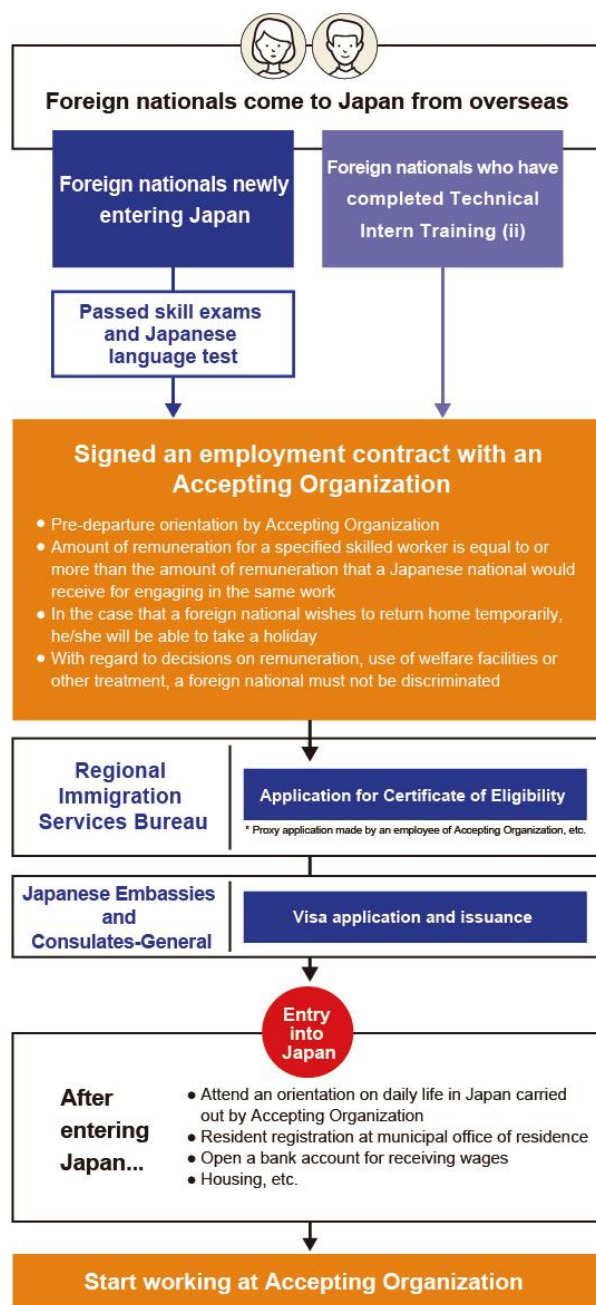 Foreign nationals come to Japan from overseas
Foreign nationals newly
entering Japan
Foreign nationals who have
completed Technical
Intern Training (ii)
Passed skill exams
and Japanese
language test
Signed an employment contract with an
Accepting Organization
• Pre-departure orientation by Accepting Organization
• Amount of remuneration for a specified skilled worker is equal to or
more than the amount of remuneration that a Japanese national would
receive for engaging in the same work
• In the case that a foreign national wishes to return home temporarily,
he/she will be able to take a holiday
• With regard to decisions on remuneration, use of welfare facilities or
other treatment, a foreign national must not be discriminated
Regional
Immigration
Services Bureau
Application for Certificate of Eligibility
* Proxy application made by an employee of Accepting Organization, etc.
Japanese Embassies
and
Consulates-General
Visa application and issuance
Entry
into
Japan
After
entering
Japan...
• Attend an orientation on daily life in Japan carried
out by Accepting Organization
• Resident registration at municipal office of residence
• Open a bank account for receiving wages
• Housing, etc.
Start working at Accepting Organization